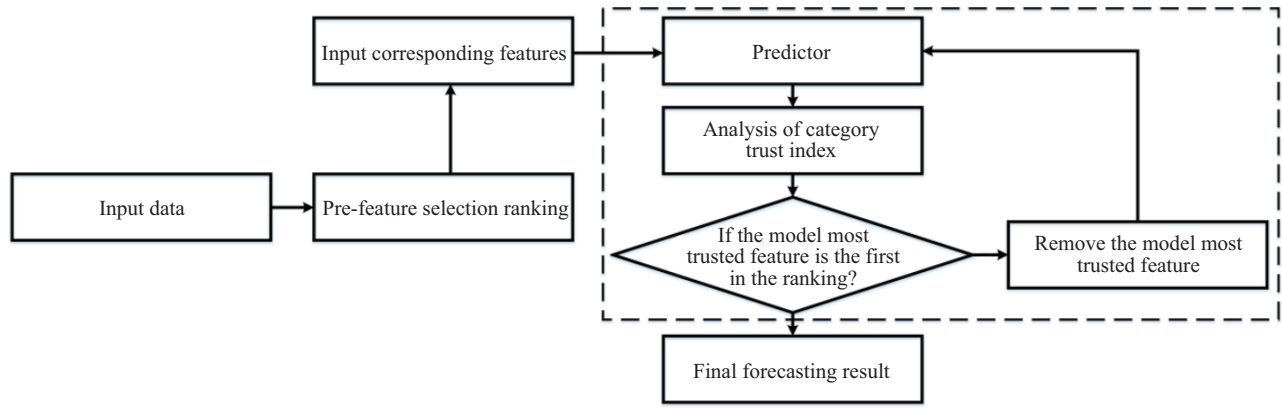 Input corresponding features
Predictor
Analysis of category
trust index
Input data
Pre-feature selection ranking
If the model most
trusted feature is the first
in the ranking?
Remove the model most
trusted feature
Final forecasting result